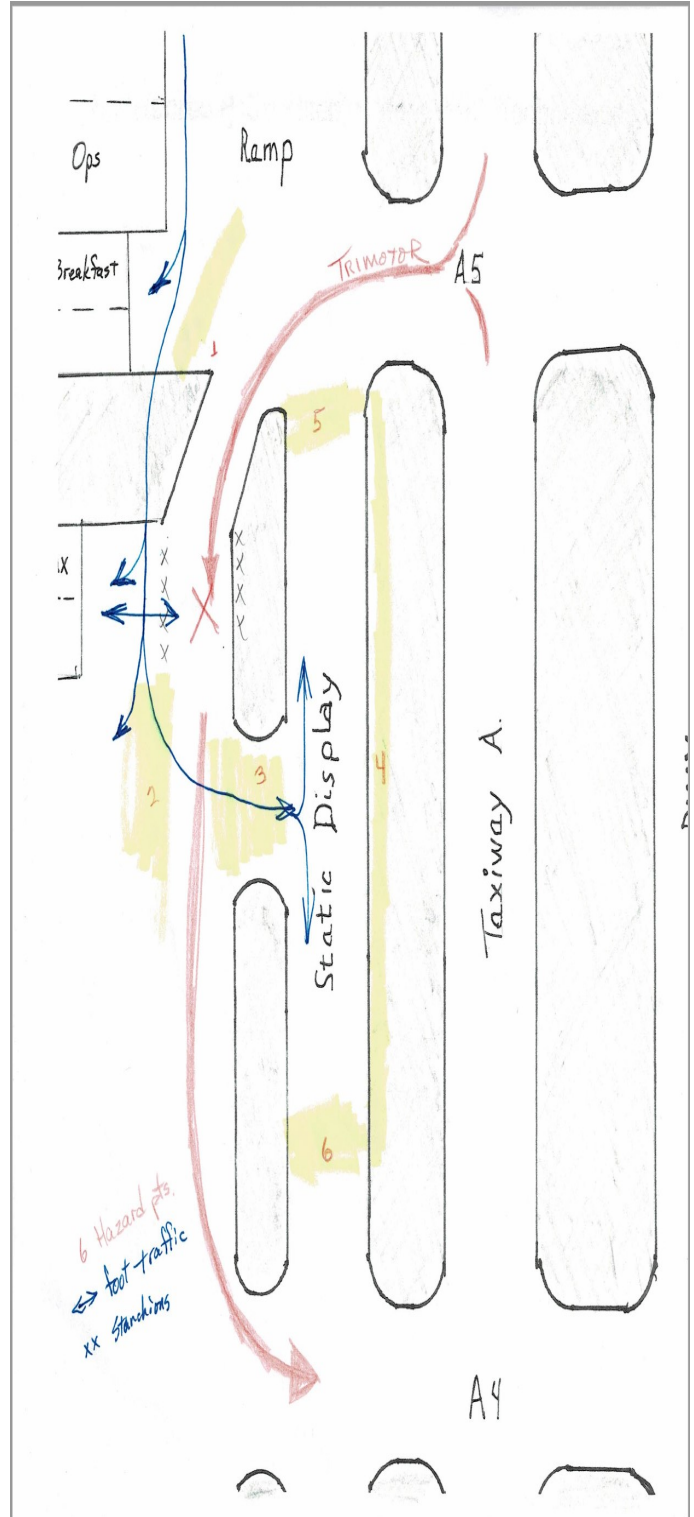 Ops
Ramp
Breakfast
TRIMOTOR
A5
1
5
X
X
X
X
X
X
X
X
Static Display
4
Taxiway A.
2
3
6
6 Hazard pts.
<-> foot traffic
xx Stanchions
A4